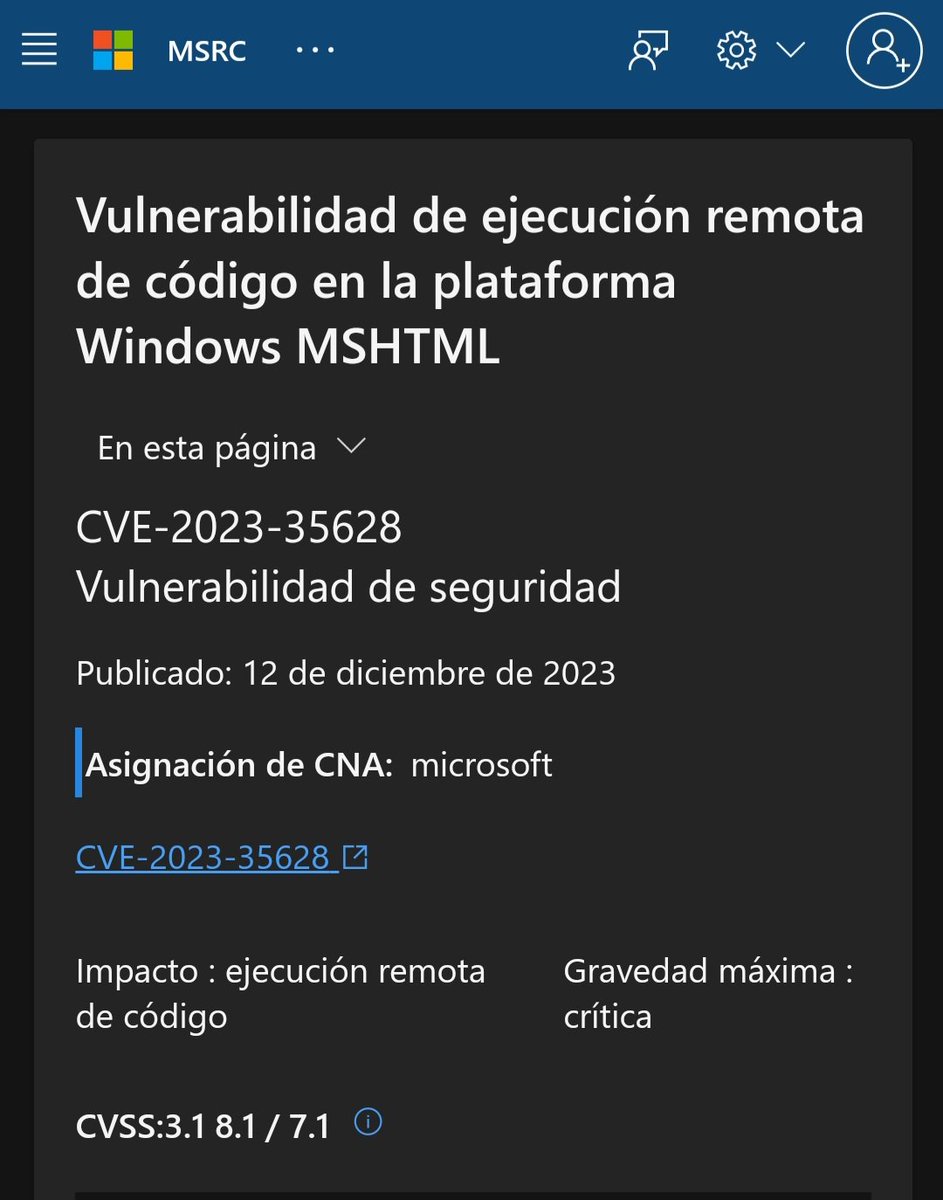 MSRC ...
Vulnerabilidad de ejecución remota
de código en la plataforma
Windows MSHTML
En esta página
CVE-2023-35628
Vulnerabilidad de seguridad
Publicado: 12 de diciembre de 2023
Asignación de CNA: microsoft
CVE-2023-35628
Impacto : ejecución remota
de código
Gravedad máxima :
crítica
CVSS:3.1 8.1 / 7.1